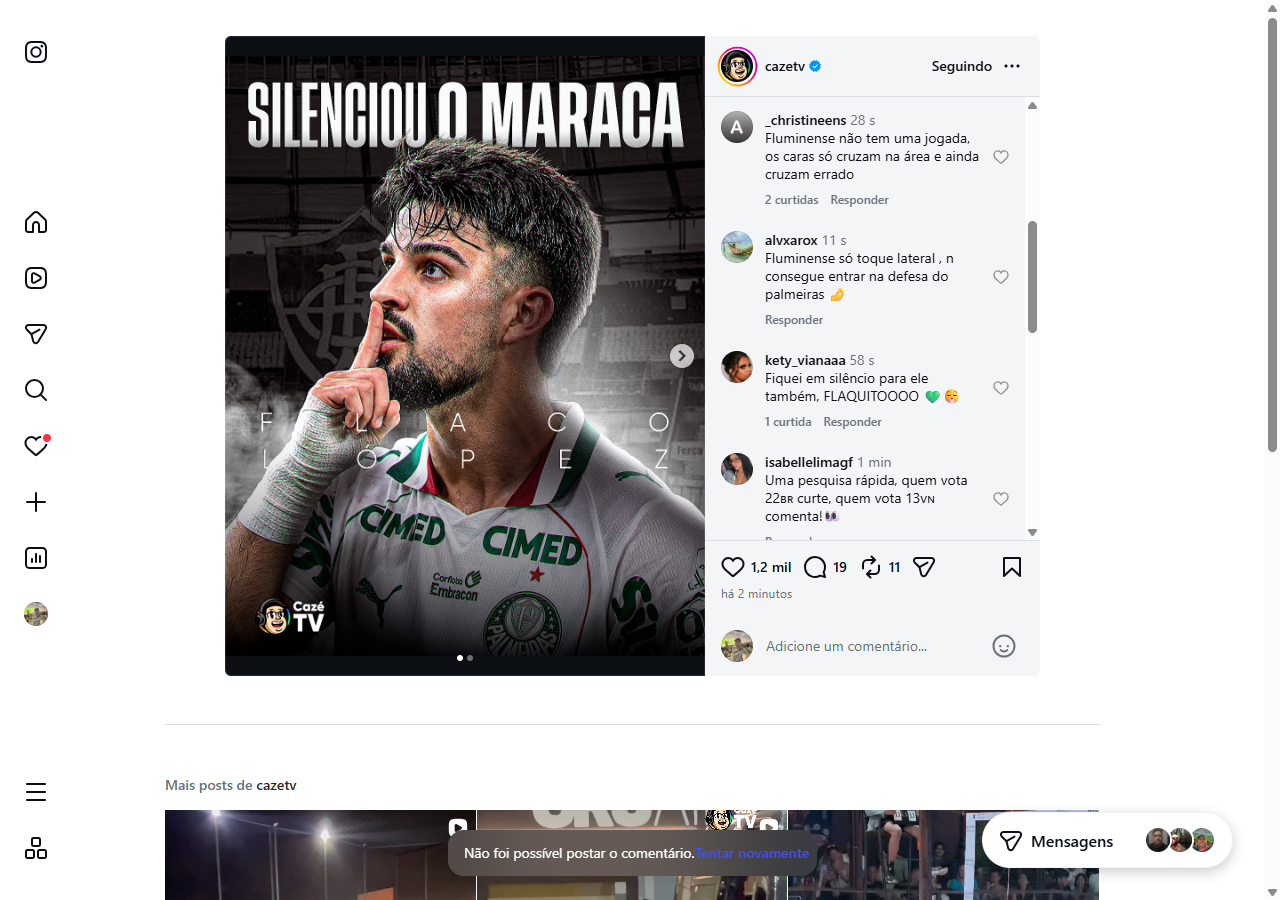 SILENCIOU O MARACA
F L A C O
L Ó P E Z
CIMED
CIMED
Carfoba
Embracon
PALMEIRAS
Cazé
TV
cazetv
Seguindo
_christineens 28 s
Fluminense não tem uma jogada,
os caras só cruzam na área e ainda
cruzam errado
2 curtidas Responder
alvxarox 11 s
Fluminense só toque lateral , n
consegue entrar na defesa do
palmeiras 🤌
Responder
kety_vianaaa 58 s
Fiquei em silêncio para ele
também, FLAQUITOOOO 💚 🤫
1 curtida Responder
isabellelimagf 1 min
Uma pesquisa rápida, quem vota
22ʙʀ curte, quem vota 13ᴠɴ
comenta!👀
1,2 mil 19 11
há 2 minutos
Adicione um comentário...
Mais posts de cazetv
Cazé
TV
Não foi possível postar o comentário.Tentar novamente
Mensagens